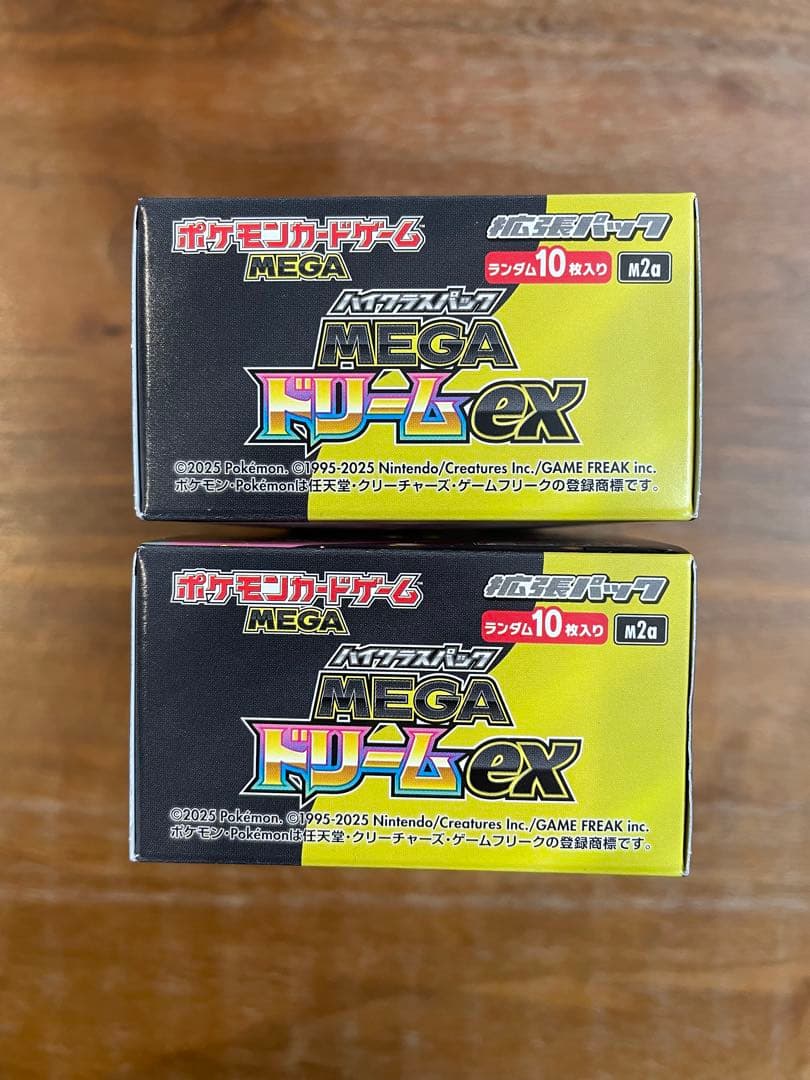 ポケモンカードゲーム
MEGA
拡張パック
ランダム10枚入り
M2a
ハイクラスパック
MEGA
ドリームex
©2025 Pokémon. ©1995-2025 Nintendo/Creatures Inc./GAME FREAK inc.
ポケモン・Pokémonは任天堂・クリーチャーズ・ゲームフリークの登録商標です。
ポケモンカードゲーム
MEGA
拡張パック
ランダム10枚入り
M2a
ハイクラスパック
MEGA
ドリームex
©2025 Pokémon. ©1995-2025 Nintendo/Creatures Inc./GAME FREAK inc.
ポケモン・Pokémonは任天堂・クリーチャーズ・ゲームフリークの登録商標です。